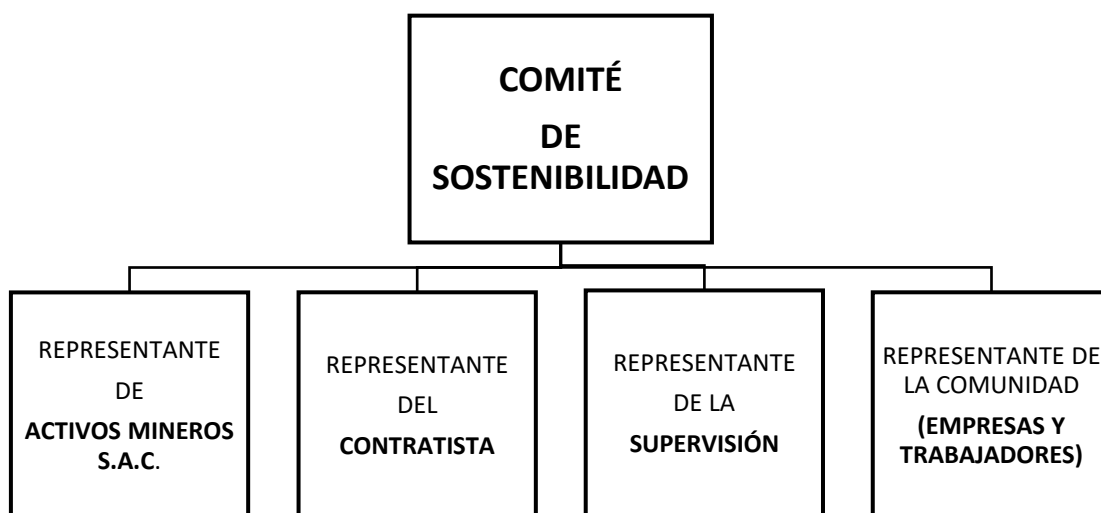 COMITÉ
DE
SOSTENIBILIDAD
REPRESENTANTE
DE
ACTIVOS MINEROS
S.A.C.
REPRESENTANTE
DEL
CONTRATISTA
REPRESENTANTE
DE LA
SUPERVISIÓN
REPRESENTANTE DE
LA COMUNIDAD
(EMPRESAS Y
TRABAJADORES)